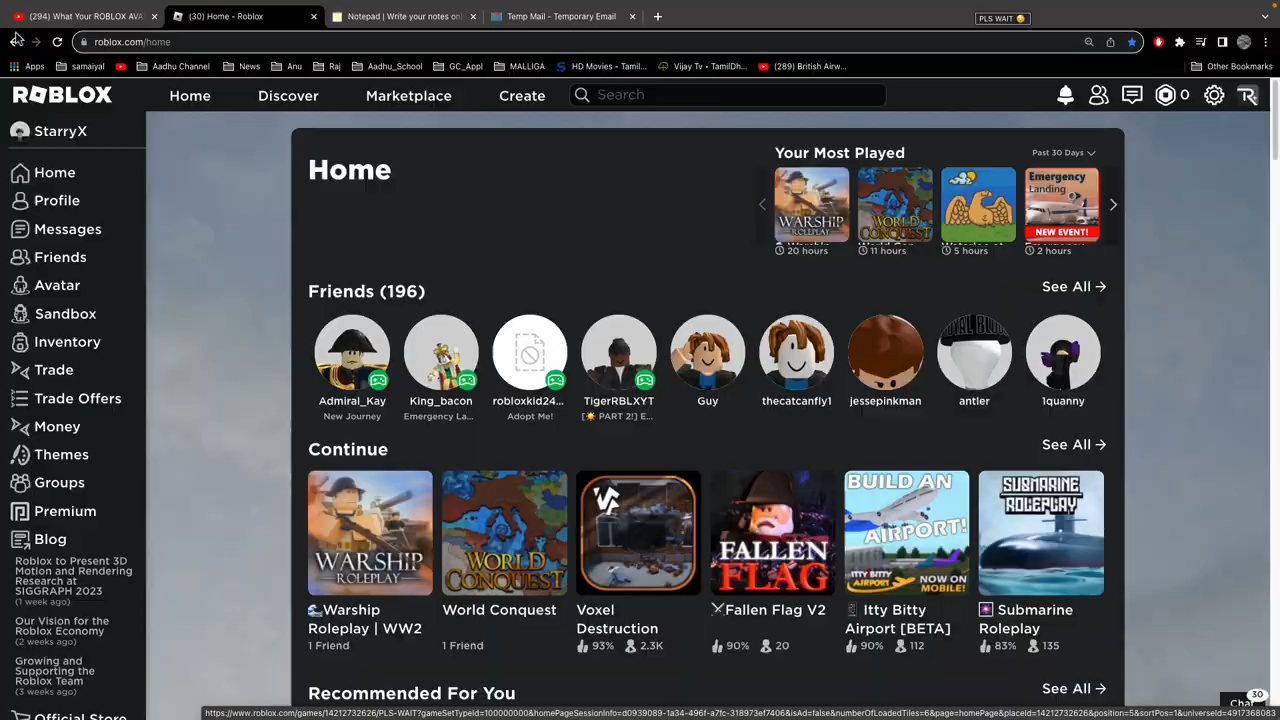 (294) What Your ROBLOX AVA
(30) Home - Roblox
Notepad | Write your notes on
Temp Mail - Temporary Email
PLS WAIT
roblox.com/home
Apps
samaiyal
Aadhu Channel
News
Anu
Raj
Aadhu_School
GC_Appl
MALLIGA
HD Movies - Tamil...
Vijay Tv - TamilDh...
(289) British Airw...
Other Bookmarks
ROBLOX
Home
Discover
Marketplace
Create
Search
0
StarryX
Home
Profile
Messages
Friends
Avatar
Sandbox
Inventory
Trade
Trade Offers
Money
Themes
Groups
Premium
Blog
Roblox to Present 3D
Motion and Rendering
Research at
SIGGRAPH 2023
(1 week ago)
Our Vision for the
Roblox Economy
(2 weeks ago)
Growing and
Supporting the
Roblox Team
(3 weeks ago)
Official Store
Home
Your Most Played
Past 30 Days
WARSHIP
ROLEPLAY
WORLD
CONQUEST
Emergency
Landing
NEW EVENT!
20 hours
11 hours
5 hours
2 hours
Friends (196)
See All →
Admiral_Kay
New Journey
King_bacon
Emergency La...
robloxkid24...
Adopt Me!
TigerRBLXYT
[☀ PART 2!] E...
Guy
thecatcanfly1
jessepinkman
antler
1quanny
Continue
See All →
WARSHIP
ROLEPLAY
WORLD
CONQUEST
FALLEN
FLAG
BUILD AN
AIRPORT!
ITTY BITTY
AIRPORT
NOW ON
MOBILE!
SUBMARINE
ROLEPLAY
🌊Warship
Roleplay | WW2
1 Friend
World Conquest
1 Friend
Voxel
Destruction
93% 2.3K
⚔Fallen Flag V2
90% 20
Itty Bitty
Airport [BETA]
90% 112
Submarine
Roleplay
83% 135
Recommended For You
See All →
30
Chat